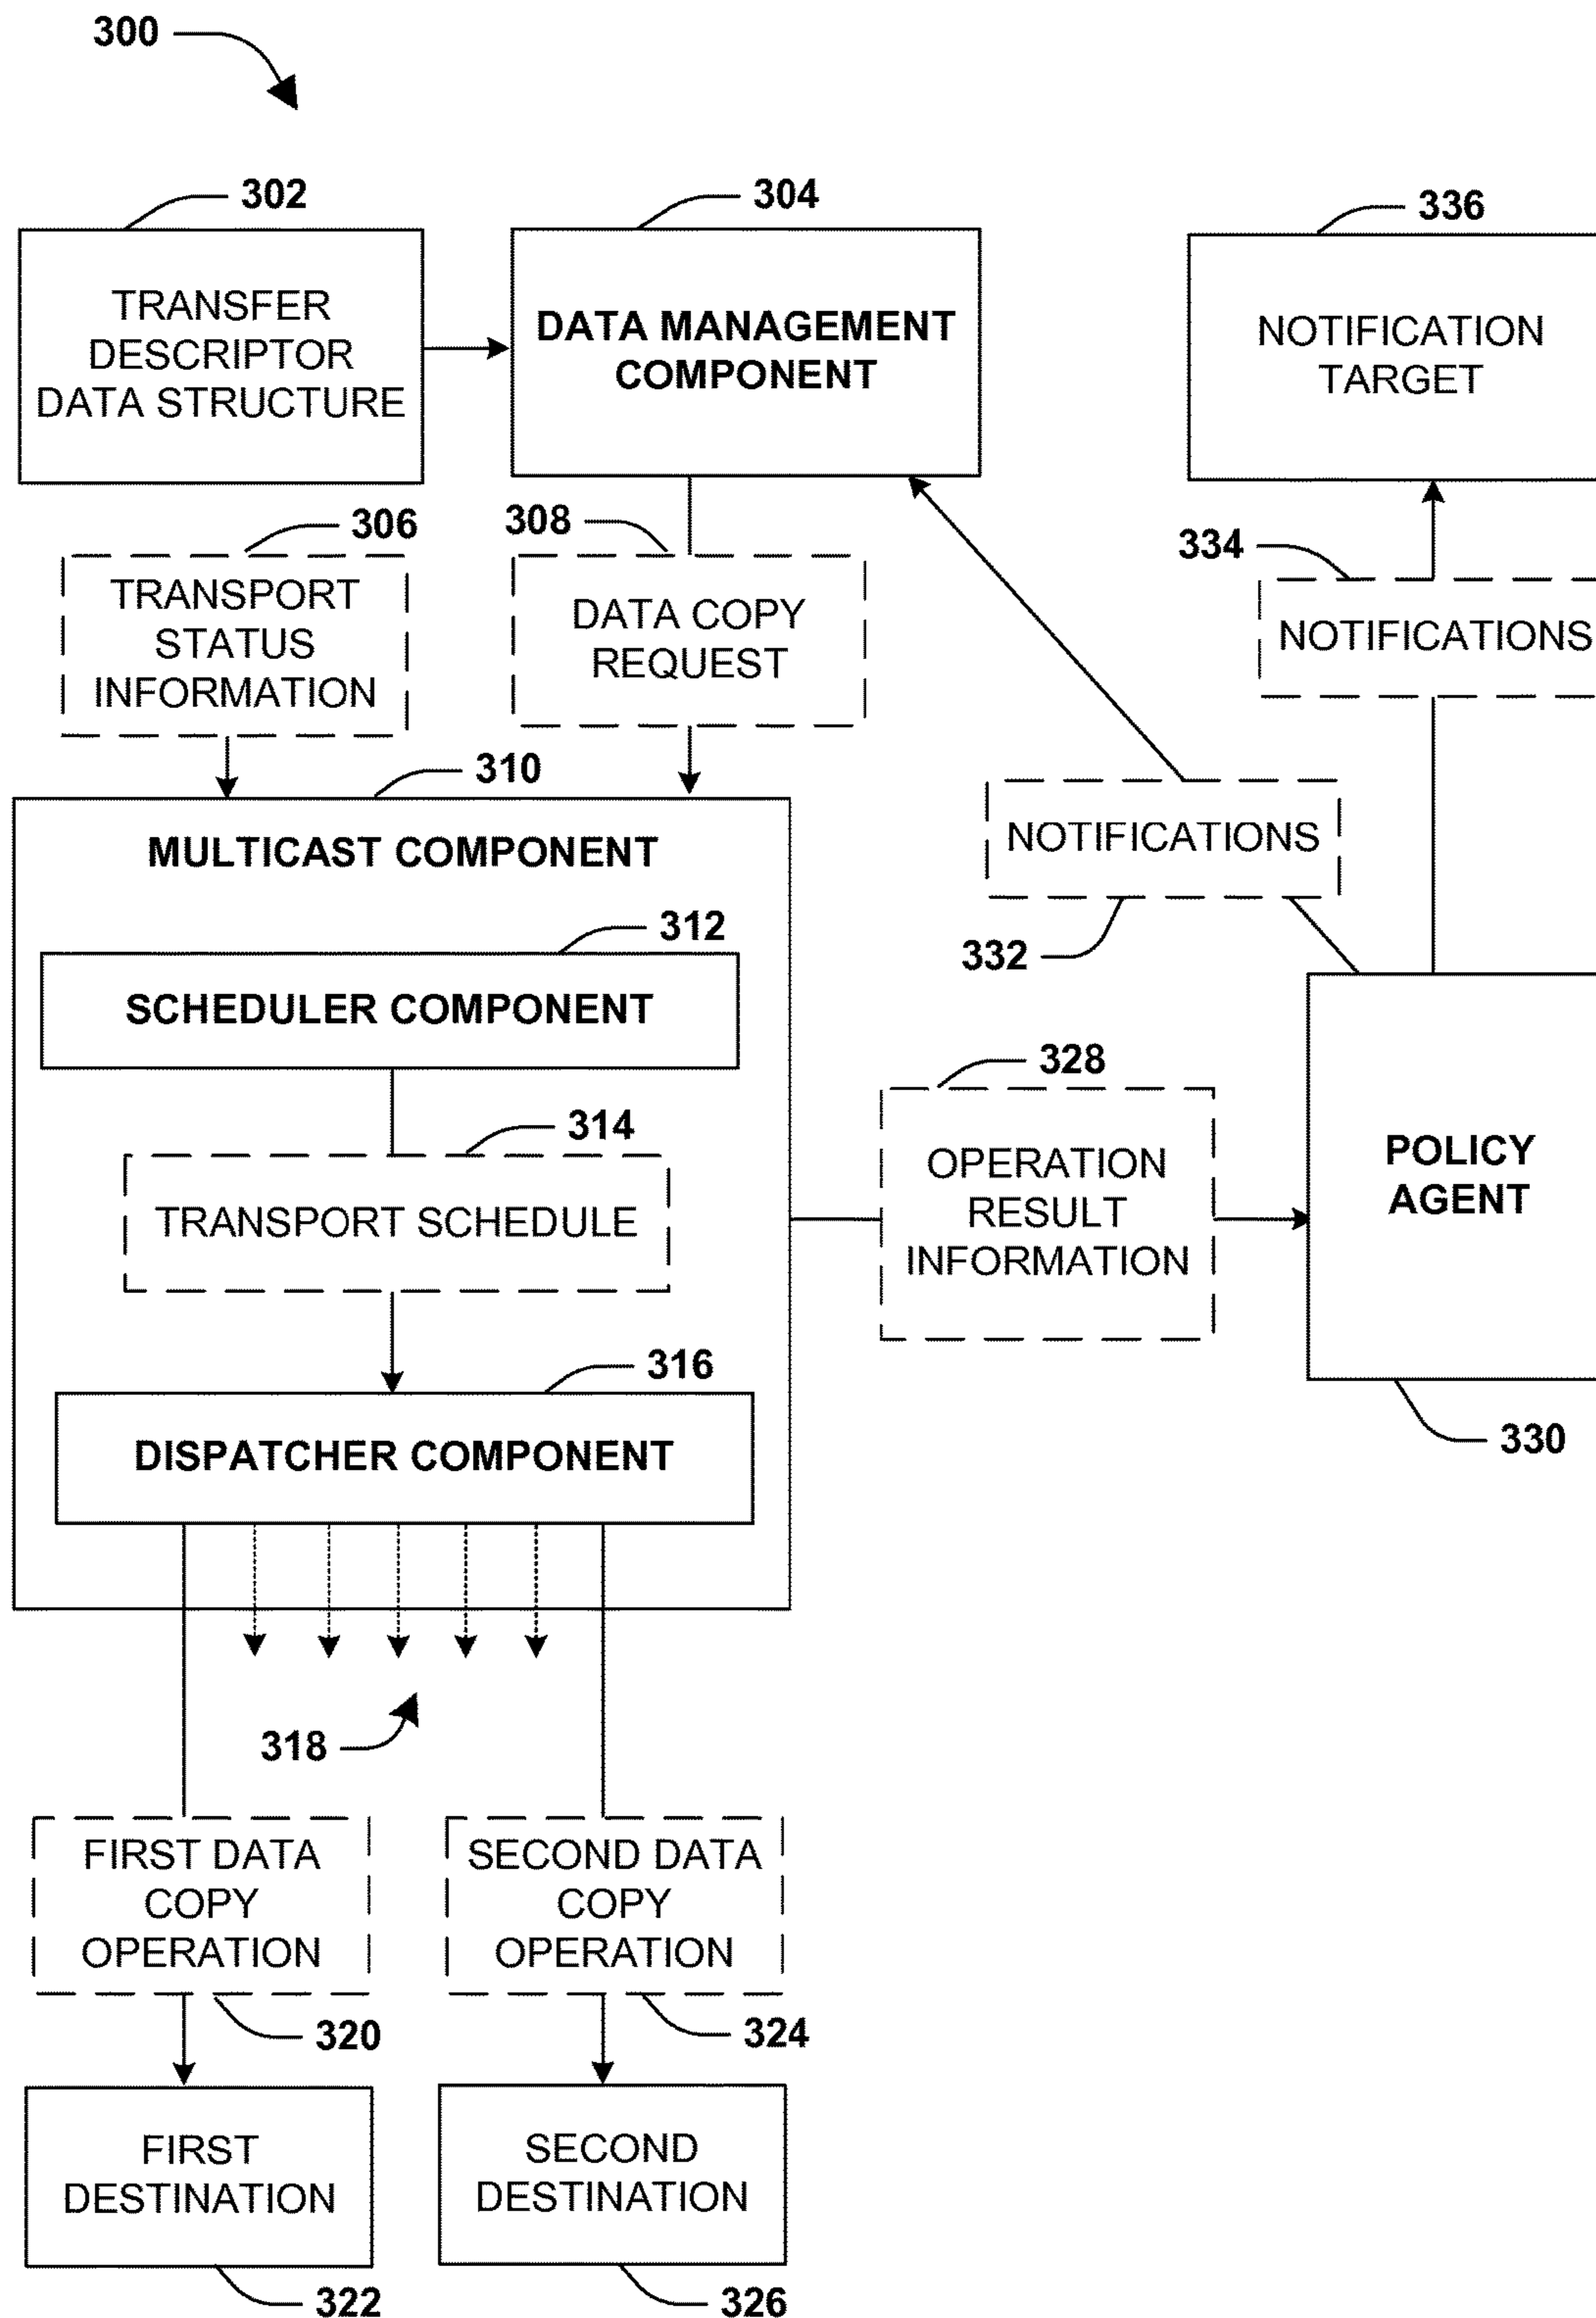 300
302
304
336
TRANSFER
DESCRIPTOR
DATA STRUCTURE
DATA MANAGEMENT
COMPONENT
NOTIFICATION
TARGET
306
308
334
TRANSPORT
STATUS
INFORMATION
DATA COPY
REQUEST
NOTIFICATIONS
310
MULTICAST COMPONENT
NOTIFICATIONS
332
312
SCHEDULER COMPONENT
314
TRANSPORT SCHEDULE
328
OPERATION
RESULT
INFORMATION
POLICY
AGENT
330
316
DISPATCHER COMPONENT
318
FIRST DATA
COPY
OPERATION
320
SECOND DATA
COPY
OPERATION
324
FIRST
DESTINATION
322
SECOND
DESTINATION
326